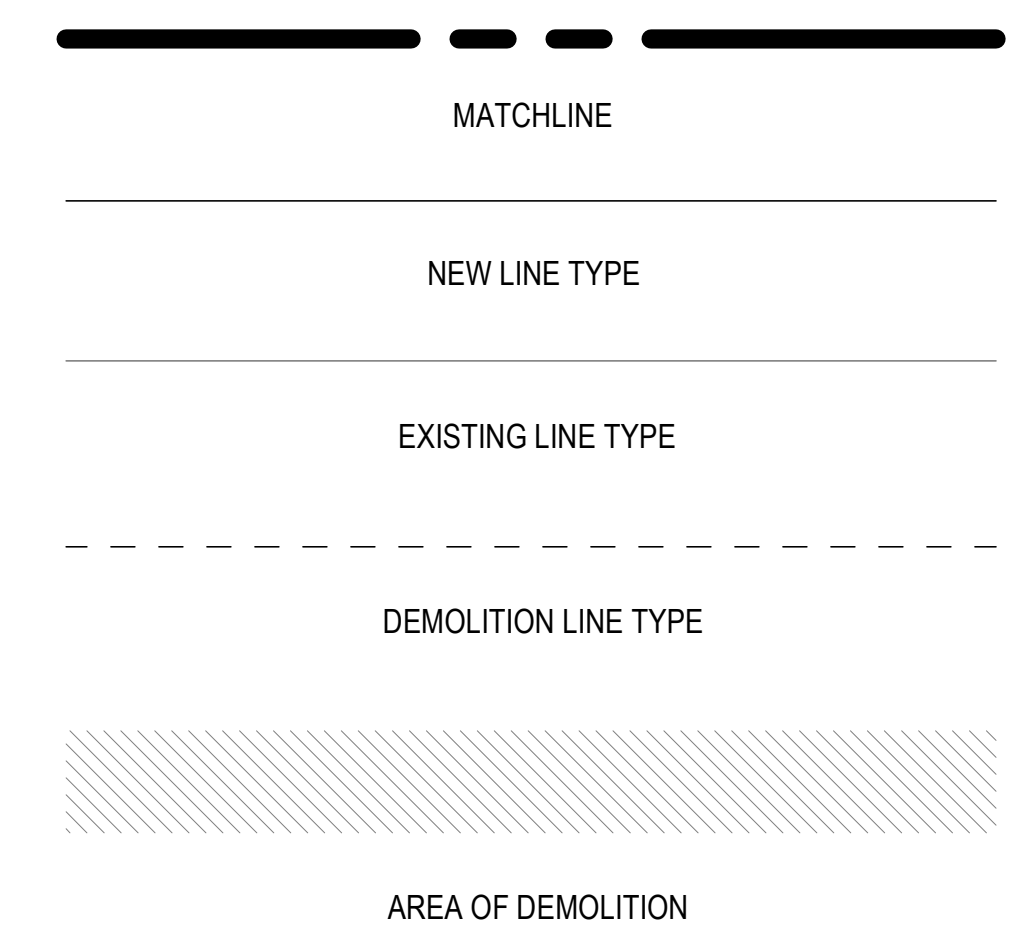 MATCHLINE
NEW LINE TYPE
EXISTING LINE TYPE
DEMOLITION LINE TYPE
AREA OF DEMOLITION